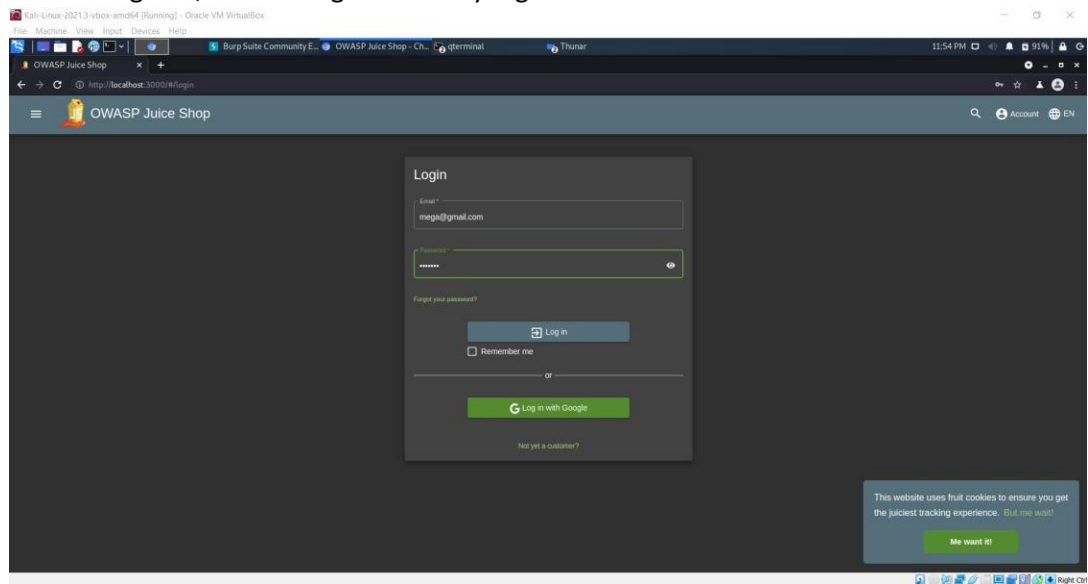 Kali-Linux-2021.3-vbox-amd64 [Running] - Oracle VM VirtualBox
File Machine View Input Devices Help
Burp Suite Community E... OWASP Juice Shop - Ch... qterminal Thunar 11:54 PM 91%
OWASP Juice Shop
http://localhost:3000/#/login
OWASP Juice Shop
Account EN
Login
Email *
mega@gmail.com
Password *
Forgot your password?
Log in
Remember me
or
G Log in with Google
Not yet a customer?
This website uses fruit cookies to ensure you get
the juiciest tracking experience. But me wait!
Me want it!
Right Ctrl